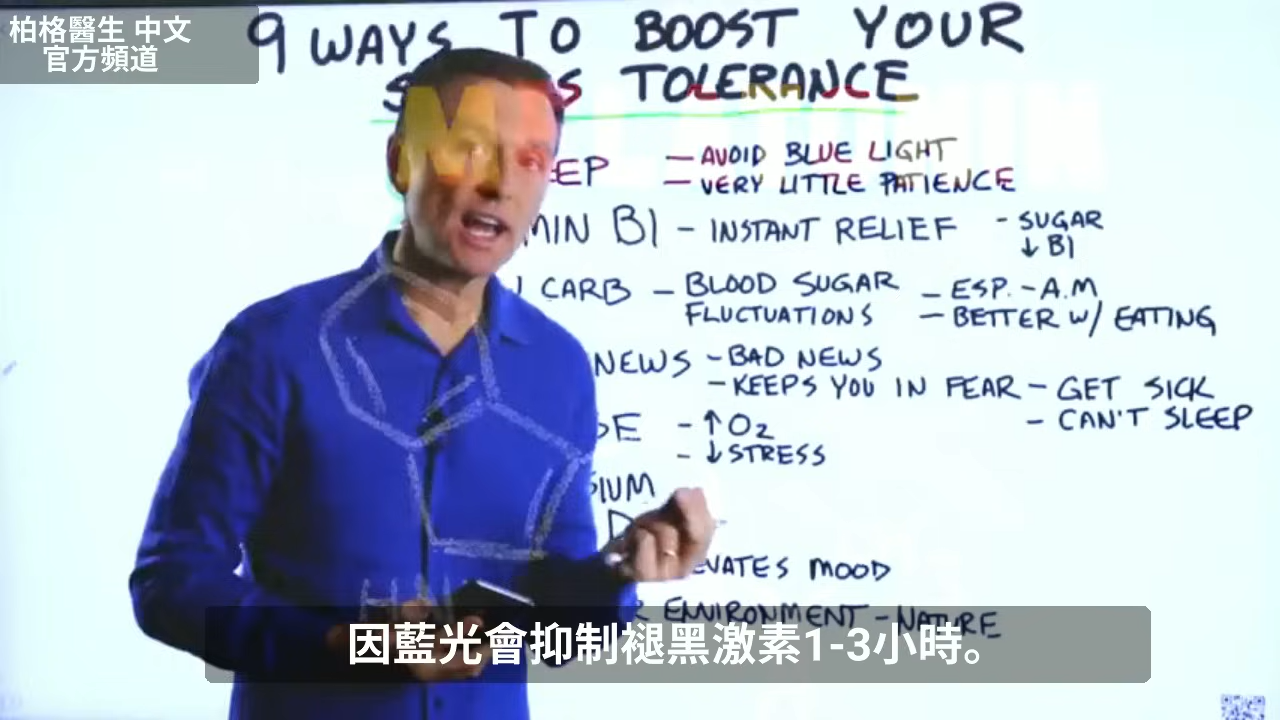 柏格醫生 中文
官方頻道
9 WAYS TO BOOST YOUR
TOLERANCE
- AVOID BLUE LIGHT
- VERY LITTLE PATIENCE
B1 - INSTANT RELIEF - SUGAR
↓ B1
CARB - BLOOD SUGAR
FLUCTUATIONS
- ESP. - A.M
- BETTER W/ EATING
NEWS - BAD NEWS
- KEEPS YOU IN FEAR - GET SICK
- CAN'T SLEEP
- ↑ O2
- ↓ STRESS
D
MOOD
ENVIRONMENT - NATURE
因藍光會抑制褪黑激素1-3小時。